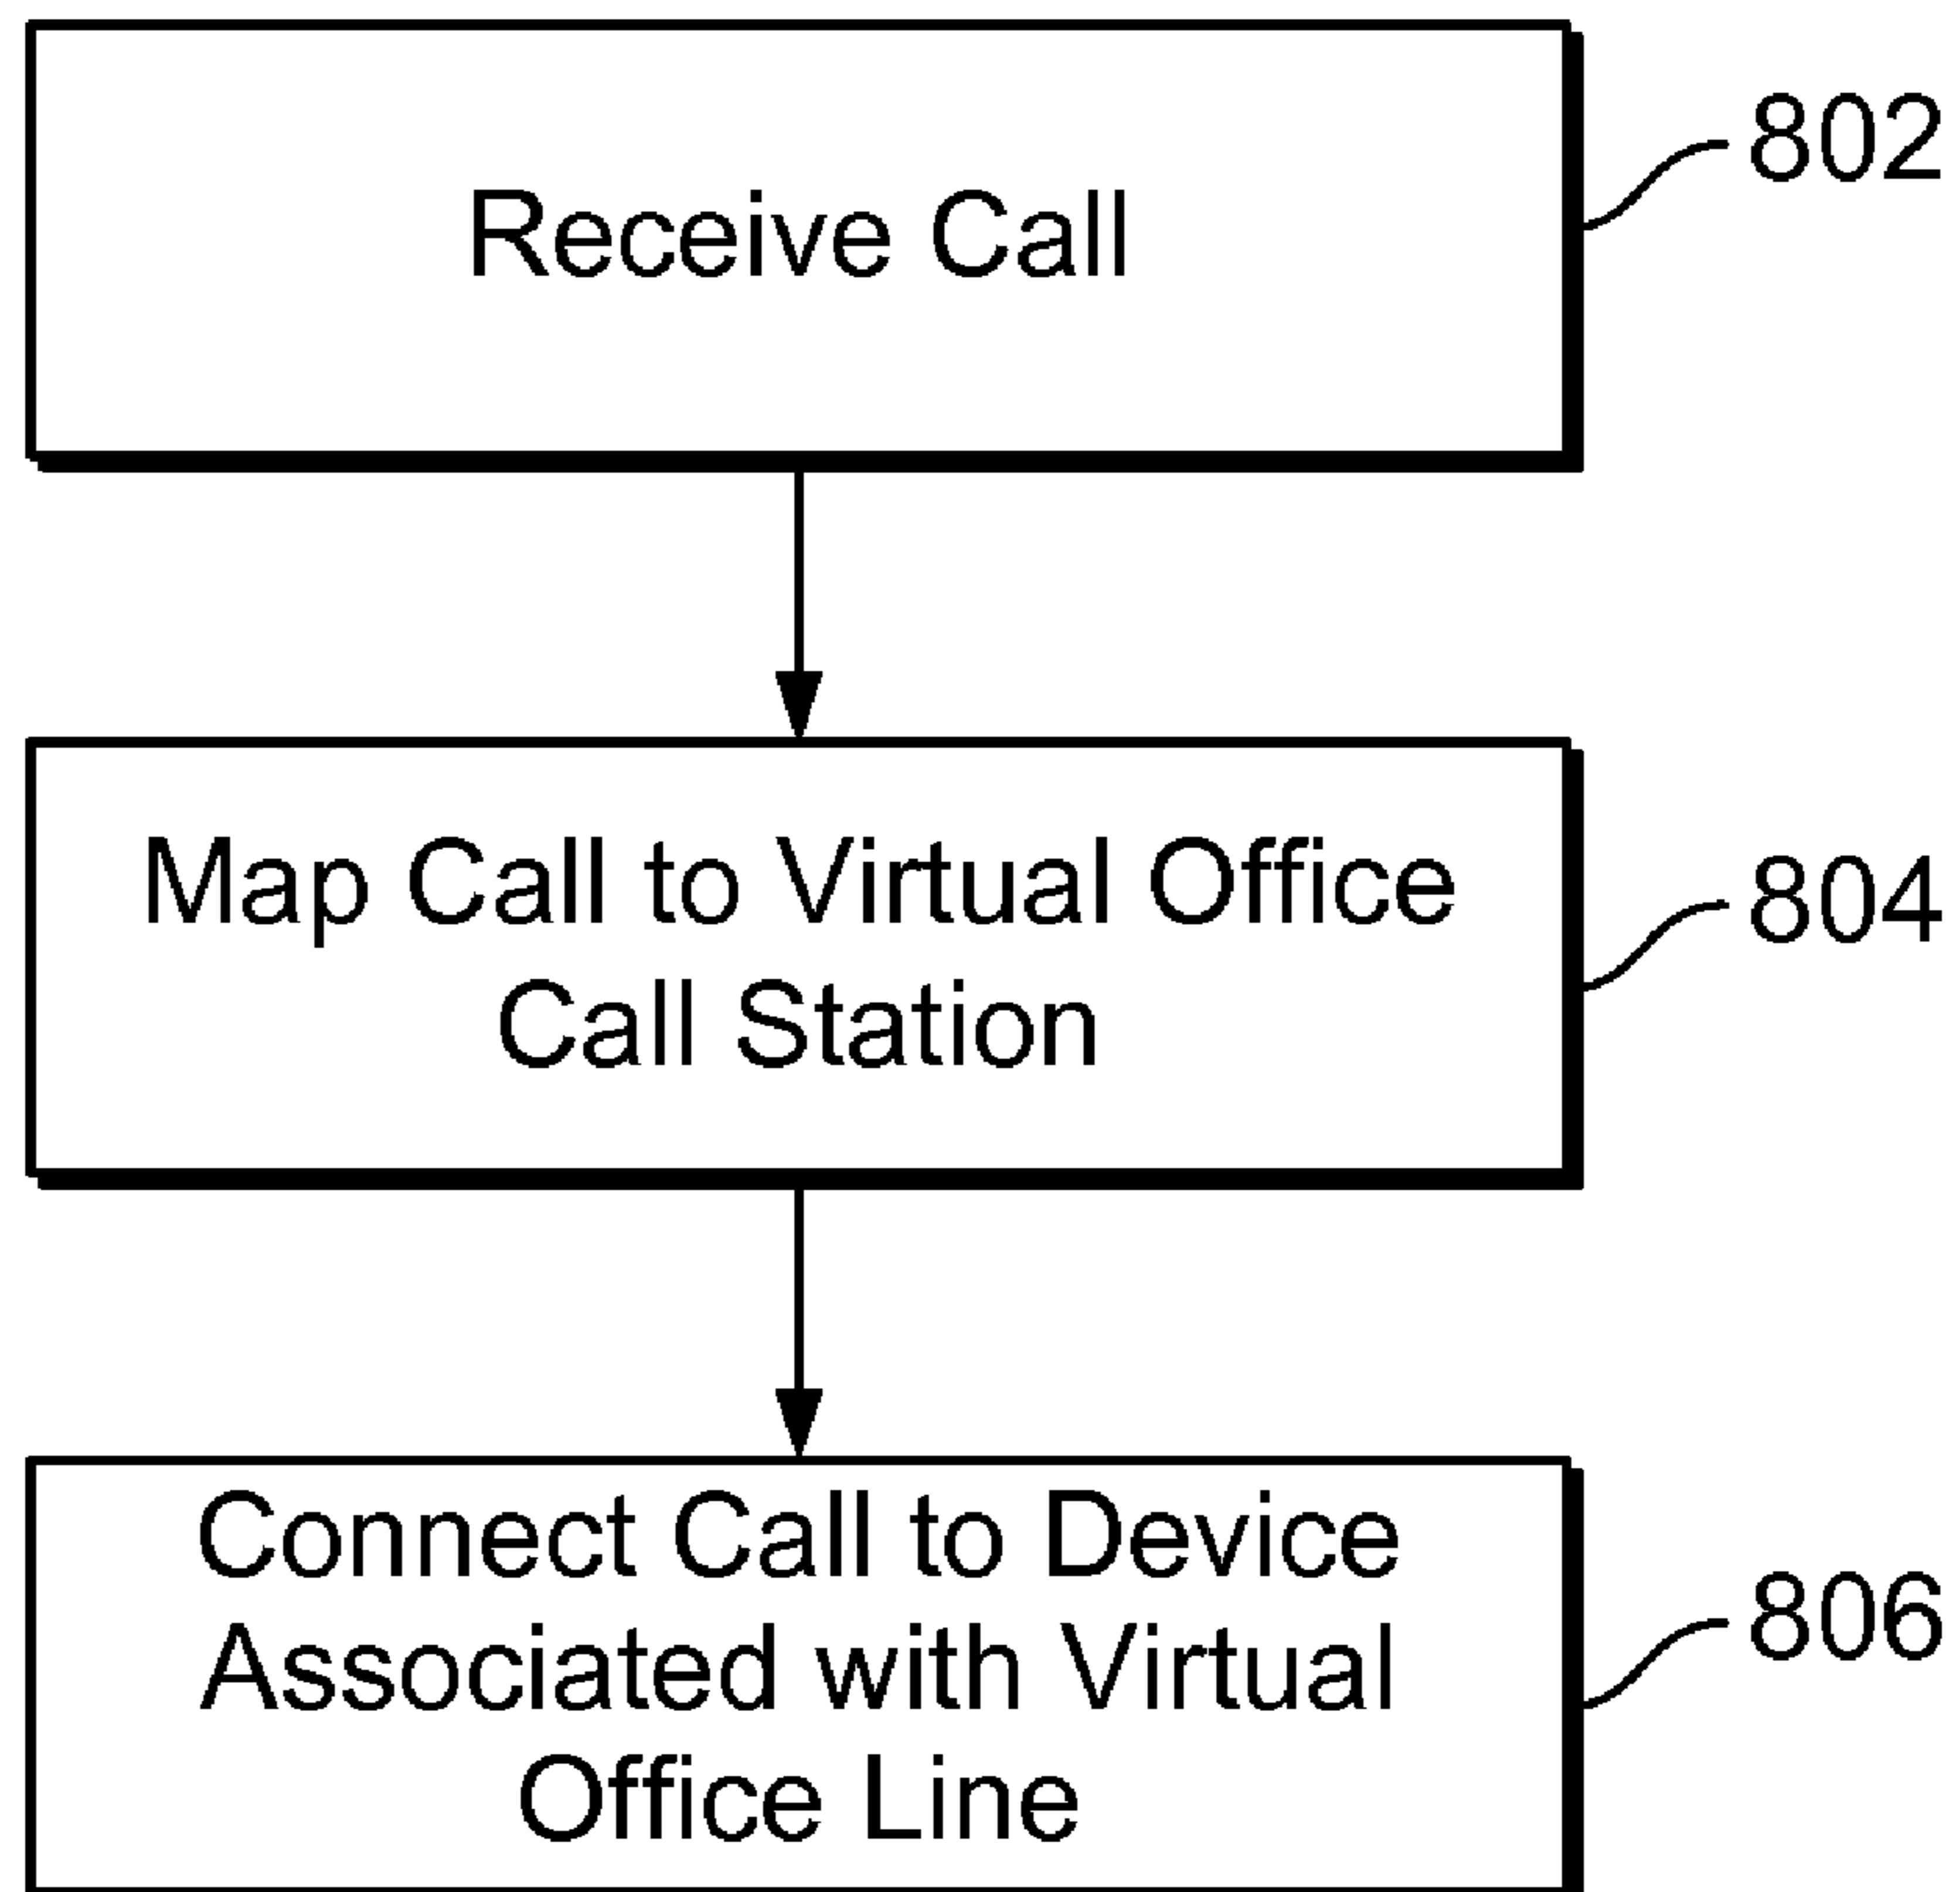 Receive Call
802
Map Call to Virtual Office
Call Station
804
Connect Call to Device
Associated with Virtual
Office Line
806